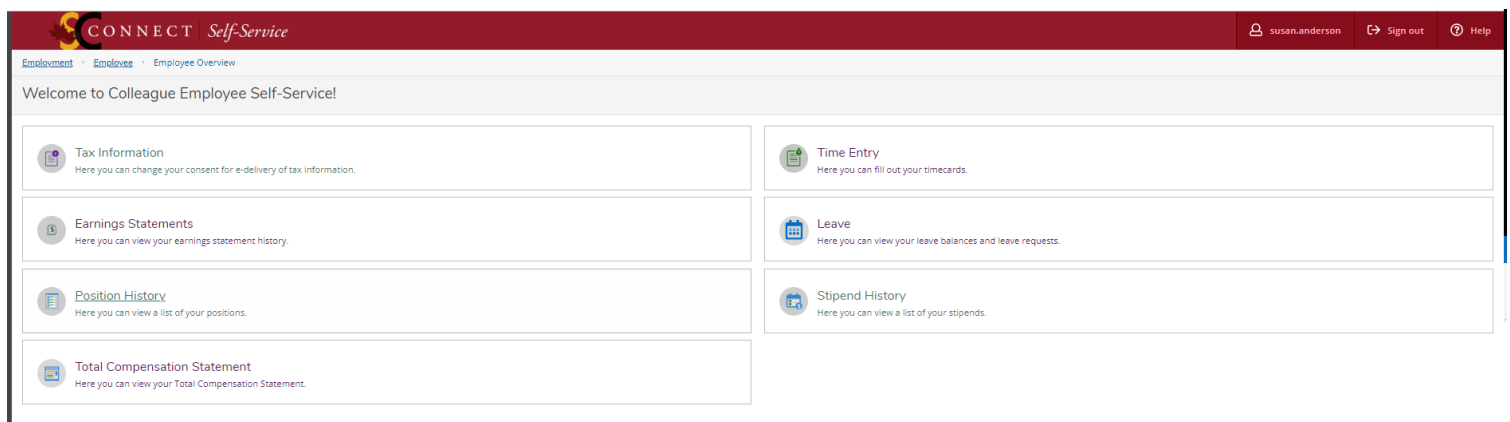 SC CONNECT Self-Service
susan.anderson Sign out Help
Employment · Employee · Employee Overview
Welcome to Colleague Employee Self-Service!
Tax Information
Here you can change your consent for e-delivery of tax information.
Time Entry
Here you can fill out your timecards.
Earnings Statements
Here you can view your earnings statement history.
Leave
Here you can view your leave balances and leave requests.
Position History
Here you can view a list of your positions.
Stipend History
Here you can view a list of your stipends.
Total Compensation Statement
Here you can view your Total Compensation Statement.